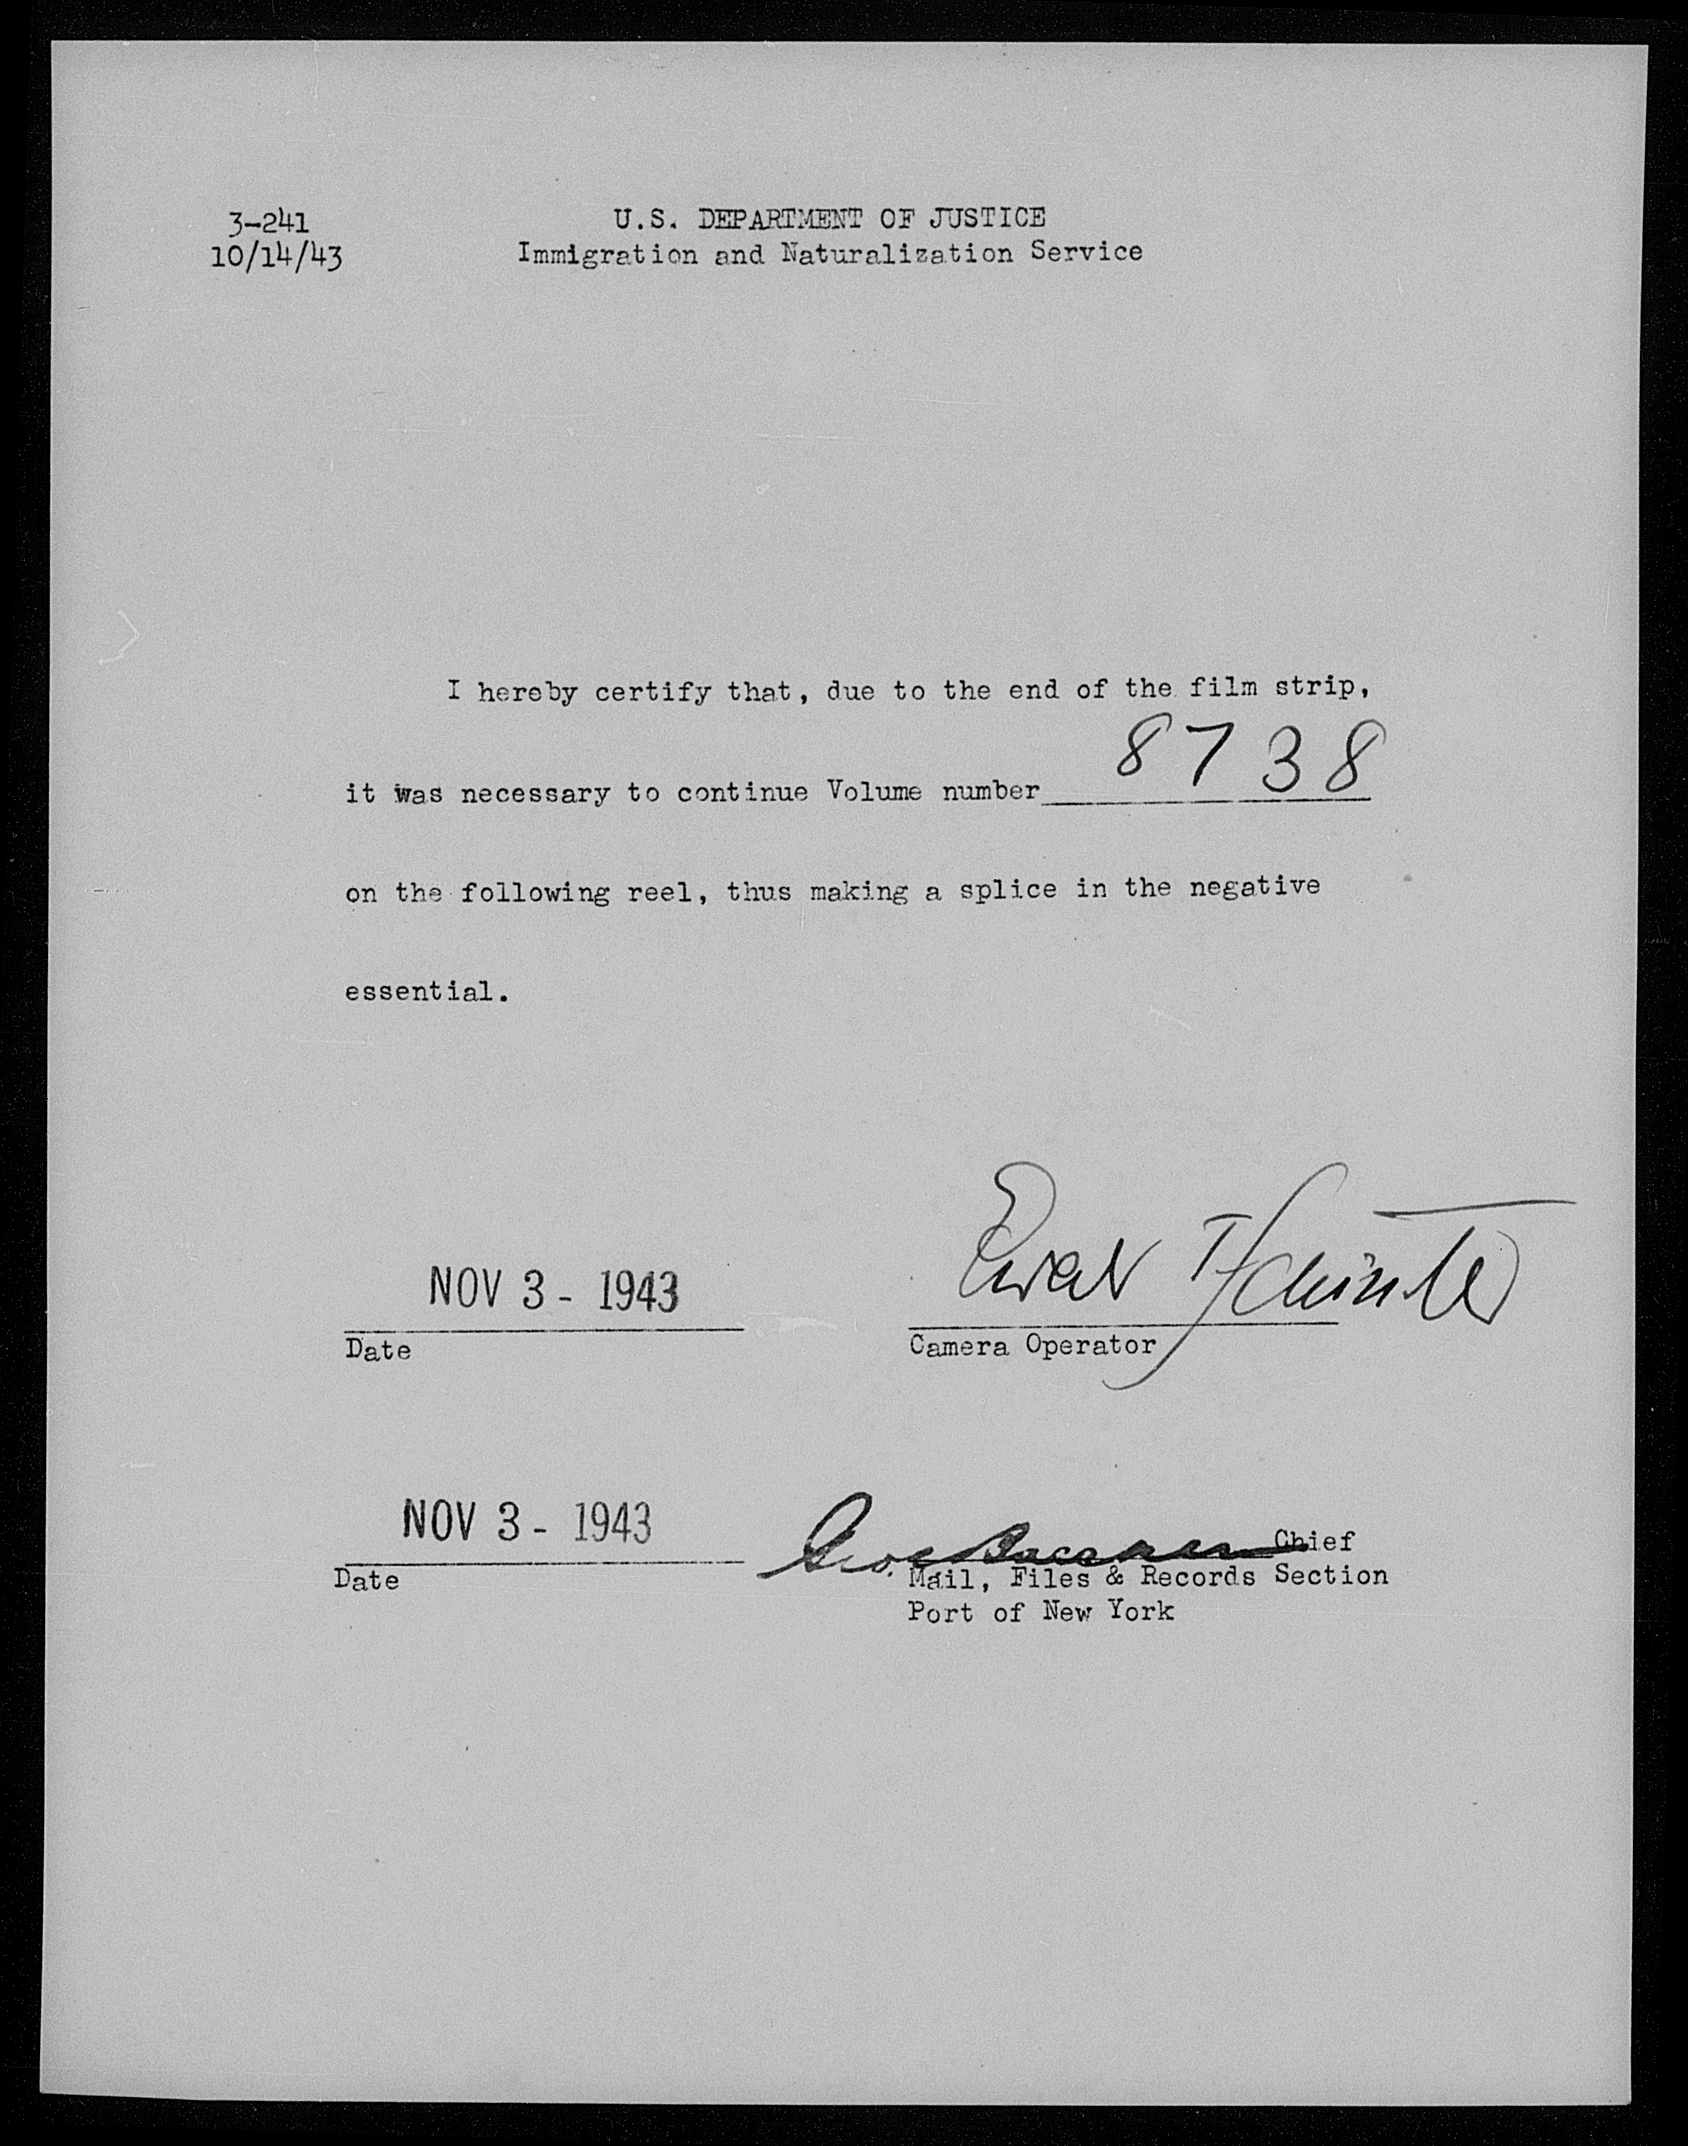 3-241
10/14/43
U.S. DEPARTMENT OF JUSTICE
Immigration and Naturalization Service
I hereby certify that, due to the end of the film strip,
it was necessary to continue Volume number 8738
on the following reel, thus making a splice in the negative
essential.
NOV 3 - 1943
Date
Camera Operator
NOV 3 - 1943
Date
Geo.
Chief
Mail, Files & Records Section
Port of New York